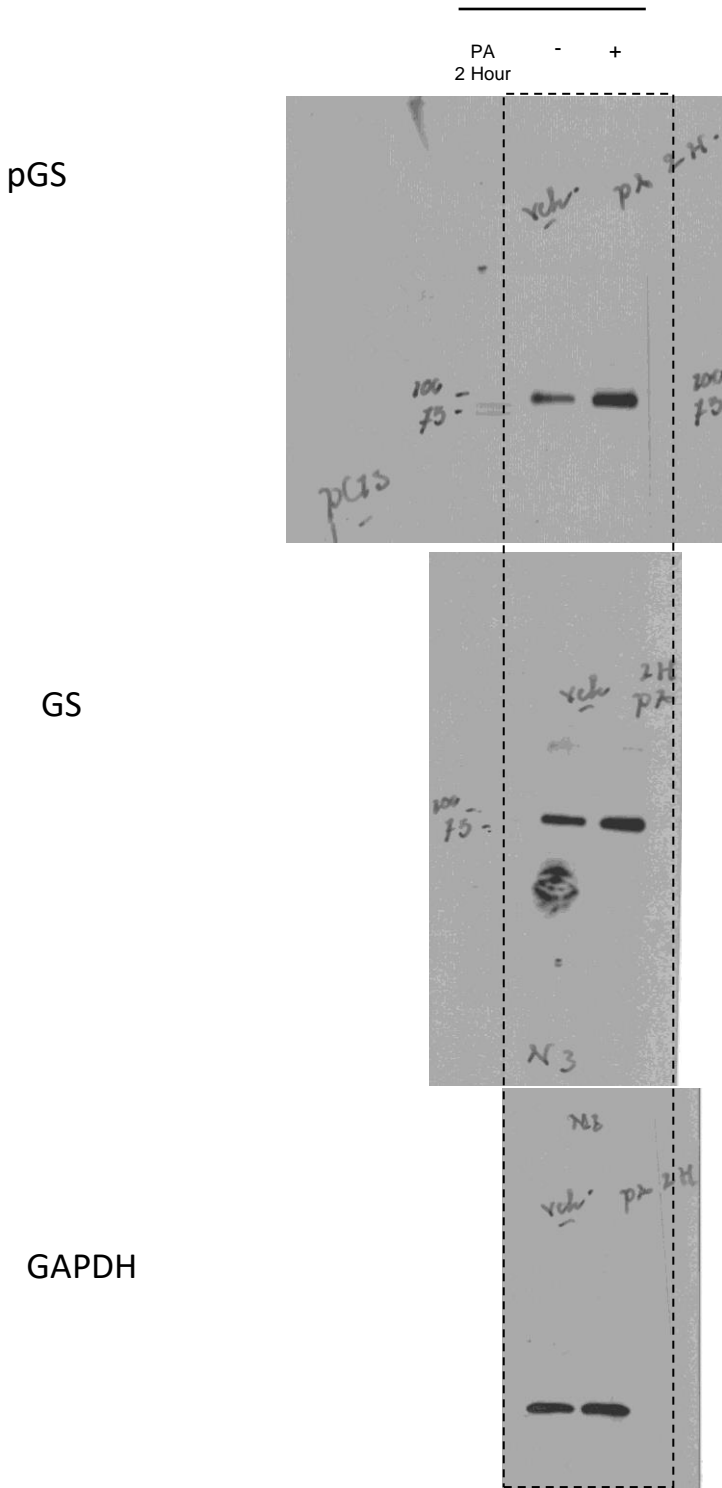 PA - +
2 Hour
pGS
veh. PA 2H.
100 -
75 -
100
75
pGS
GS
2H
veh PA
100 -
75 -
N3
GAPDH
N3
veh. PA 2H